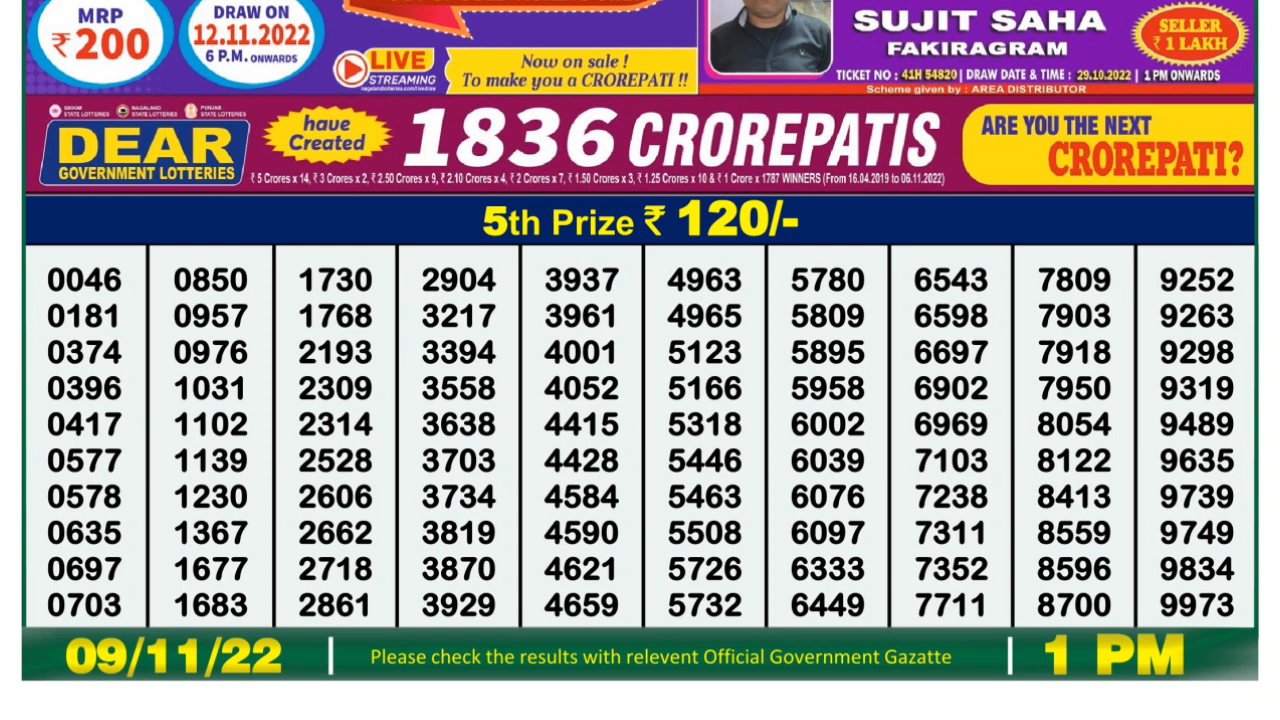 MRP
₹200
DRAW ON
12.11.2022
6 P.M. ONWARDS
LIVE
STREAMING
nagalandlotteries.com/livedraw
Now on sale !
To make you a CROREPATI !!
SUJIT SAHA
FAKIRAGRAM
SELLER
₹ 1 LAKH
TICKET NO : 41H 54820 | DRAW DATE & TIME : 29.10.2022 | 1 PM ONWARDS
Scheme given by : AREA DISTRIBUTOR
SIKKIM STATE LOTTERIES NAGALAND STATE LOTTERIES PUNJAB STATE LOTTERIES
DEAR
GOVERNMENT LOTTERIES
have
Created
1836 CROREPATIS
₹ 5 Crores x 14, ₹ 3 Crores x 2, ₹ 2.50 Crores x 9, ₹ 2.10 Crores x 4, ₹ 2 Crores x 7, ₹ 1.50 Crores x 3, ₹ 1.25 Crores x 10 & ₹ 1 Crore x 1787 WINNERS (From 16.04.2019 to 06.11.2022)
ARE YOU THE NEXT
CROREPATI?
5th Prize ₹ 120/-
0046 0850 1730 2904 3937 4963 5780 6543 7809 9252
0181 0957 1768 3217 3961 4965 5809 6598 7903 9263
0374 0976 2193 3394 4001 5123 5895 6697 7918 9298
0396 1031 2309 3558 4052 5166 5958 6902 7950 9319
0417 1102 2314 3638 4415 5318 6002 6969 8054 9489
0577 1139 2528 3703 4428 5446 6039 7103 8122 9635
0578 1230 2606 3734 4584 5463 6076 7238 8413 9739
0635 1367 2662 3819 4590 5508 6097 7311 8559 9749
0697 1677 2718 3870 4621 5726 6333 7352 8596 9834
0703 1683 2861 3929 4659 5732 6449 7711 8700 9973
09/11/22 | Please check the results with relevent Official Government Gazatte | 1 PM